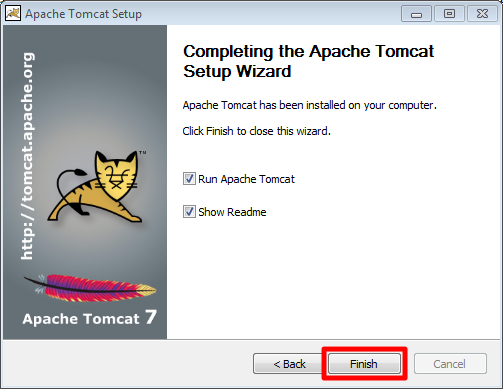 Apache Tomcat Setup
http://tomcat.apache.org
TM
Apache Tomcat 7
Completing the Apache Tomcat
Setup Wizard
Apache Tomcat has been installed on your computer.
Click Finish to close this wizard.
Run Apache Tomcat
Show Readme
< Back
Finish
Cancel